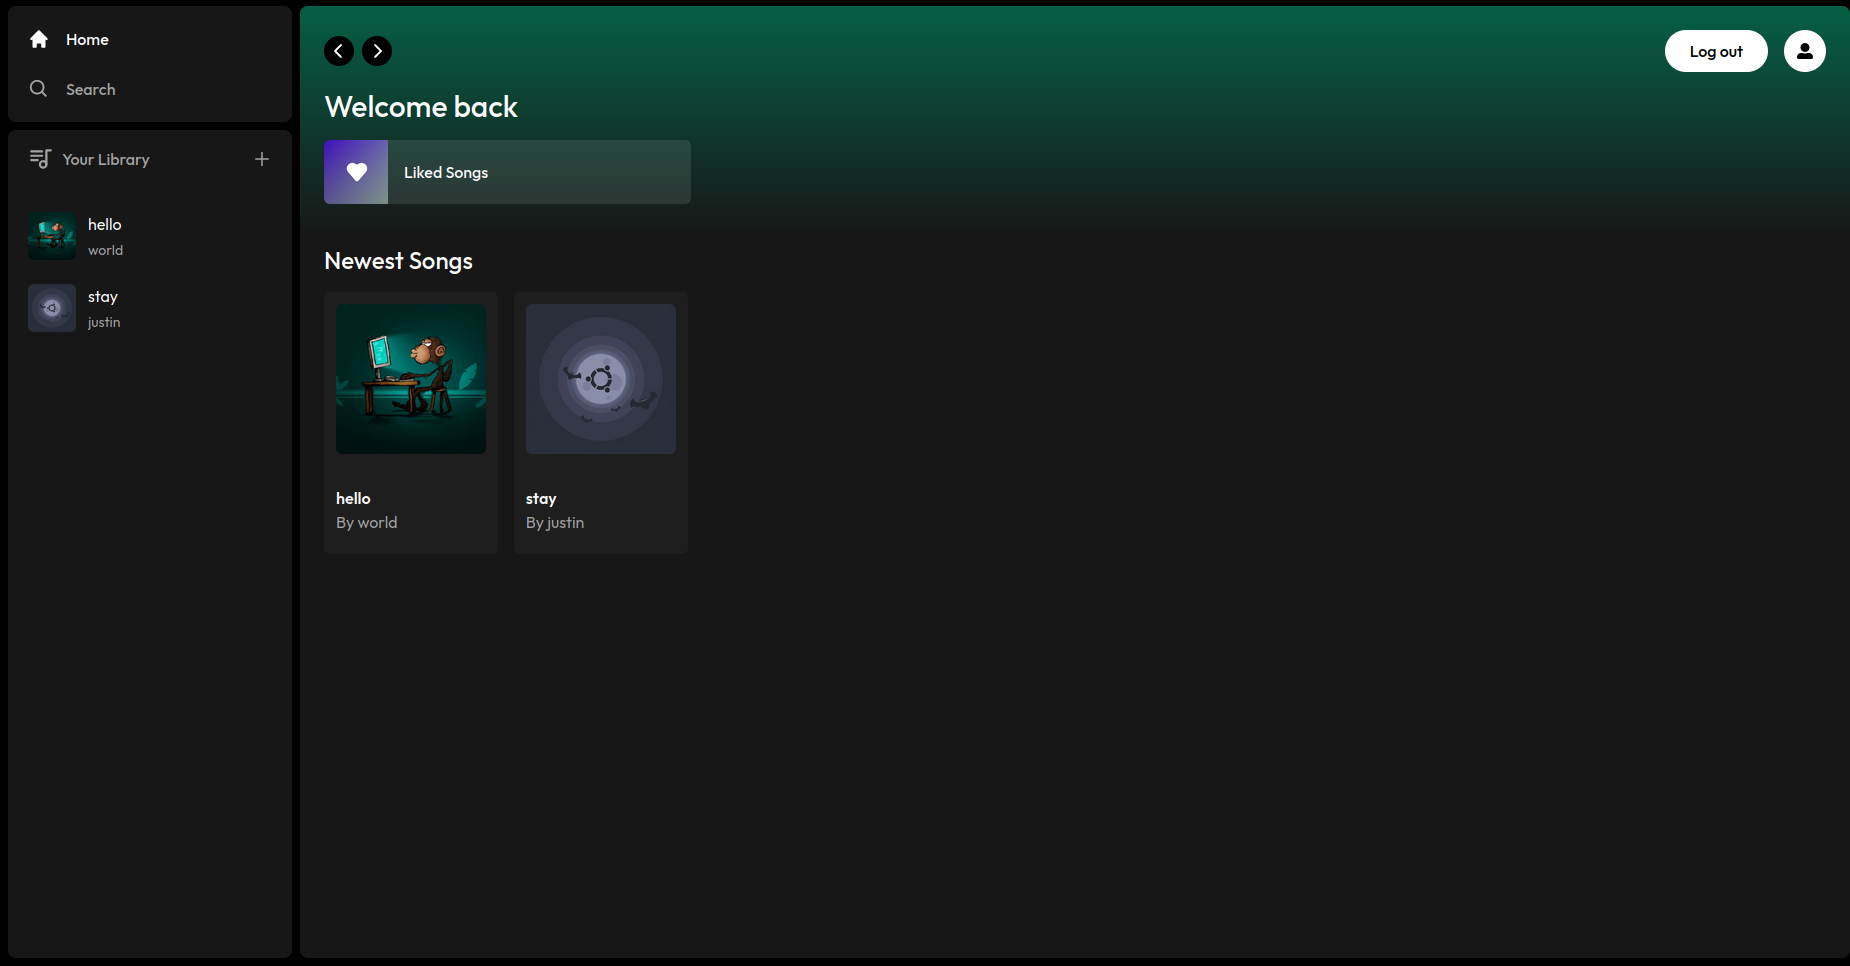 Home
Search
Your Library
hello
world
stay
justin
Log out
Welcome back
Liked Songs
Newest Songs
hello
By world
stay
By justin